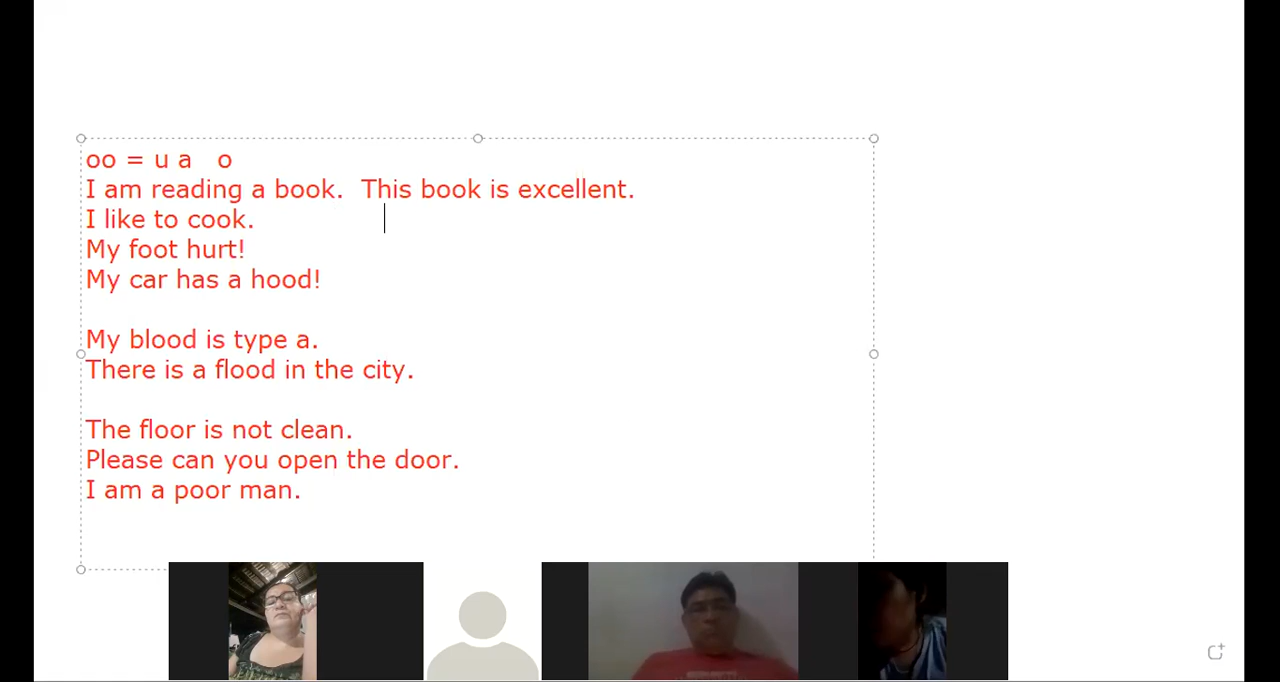 oo = u a o
I am reading a book. This book is excellent.
I like to cook.
My foot hurt!
My car has a hood!
My blood is type a.
There is a flood in the city.
The floor is not clean.
Please can you open the door.
I am a poor man.